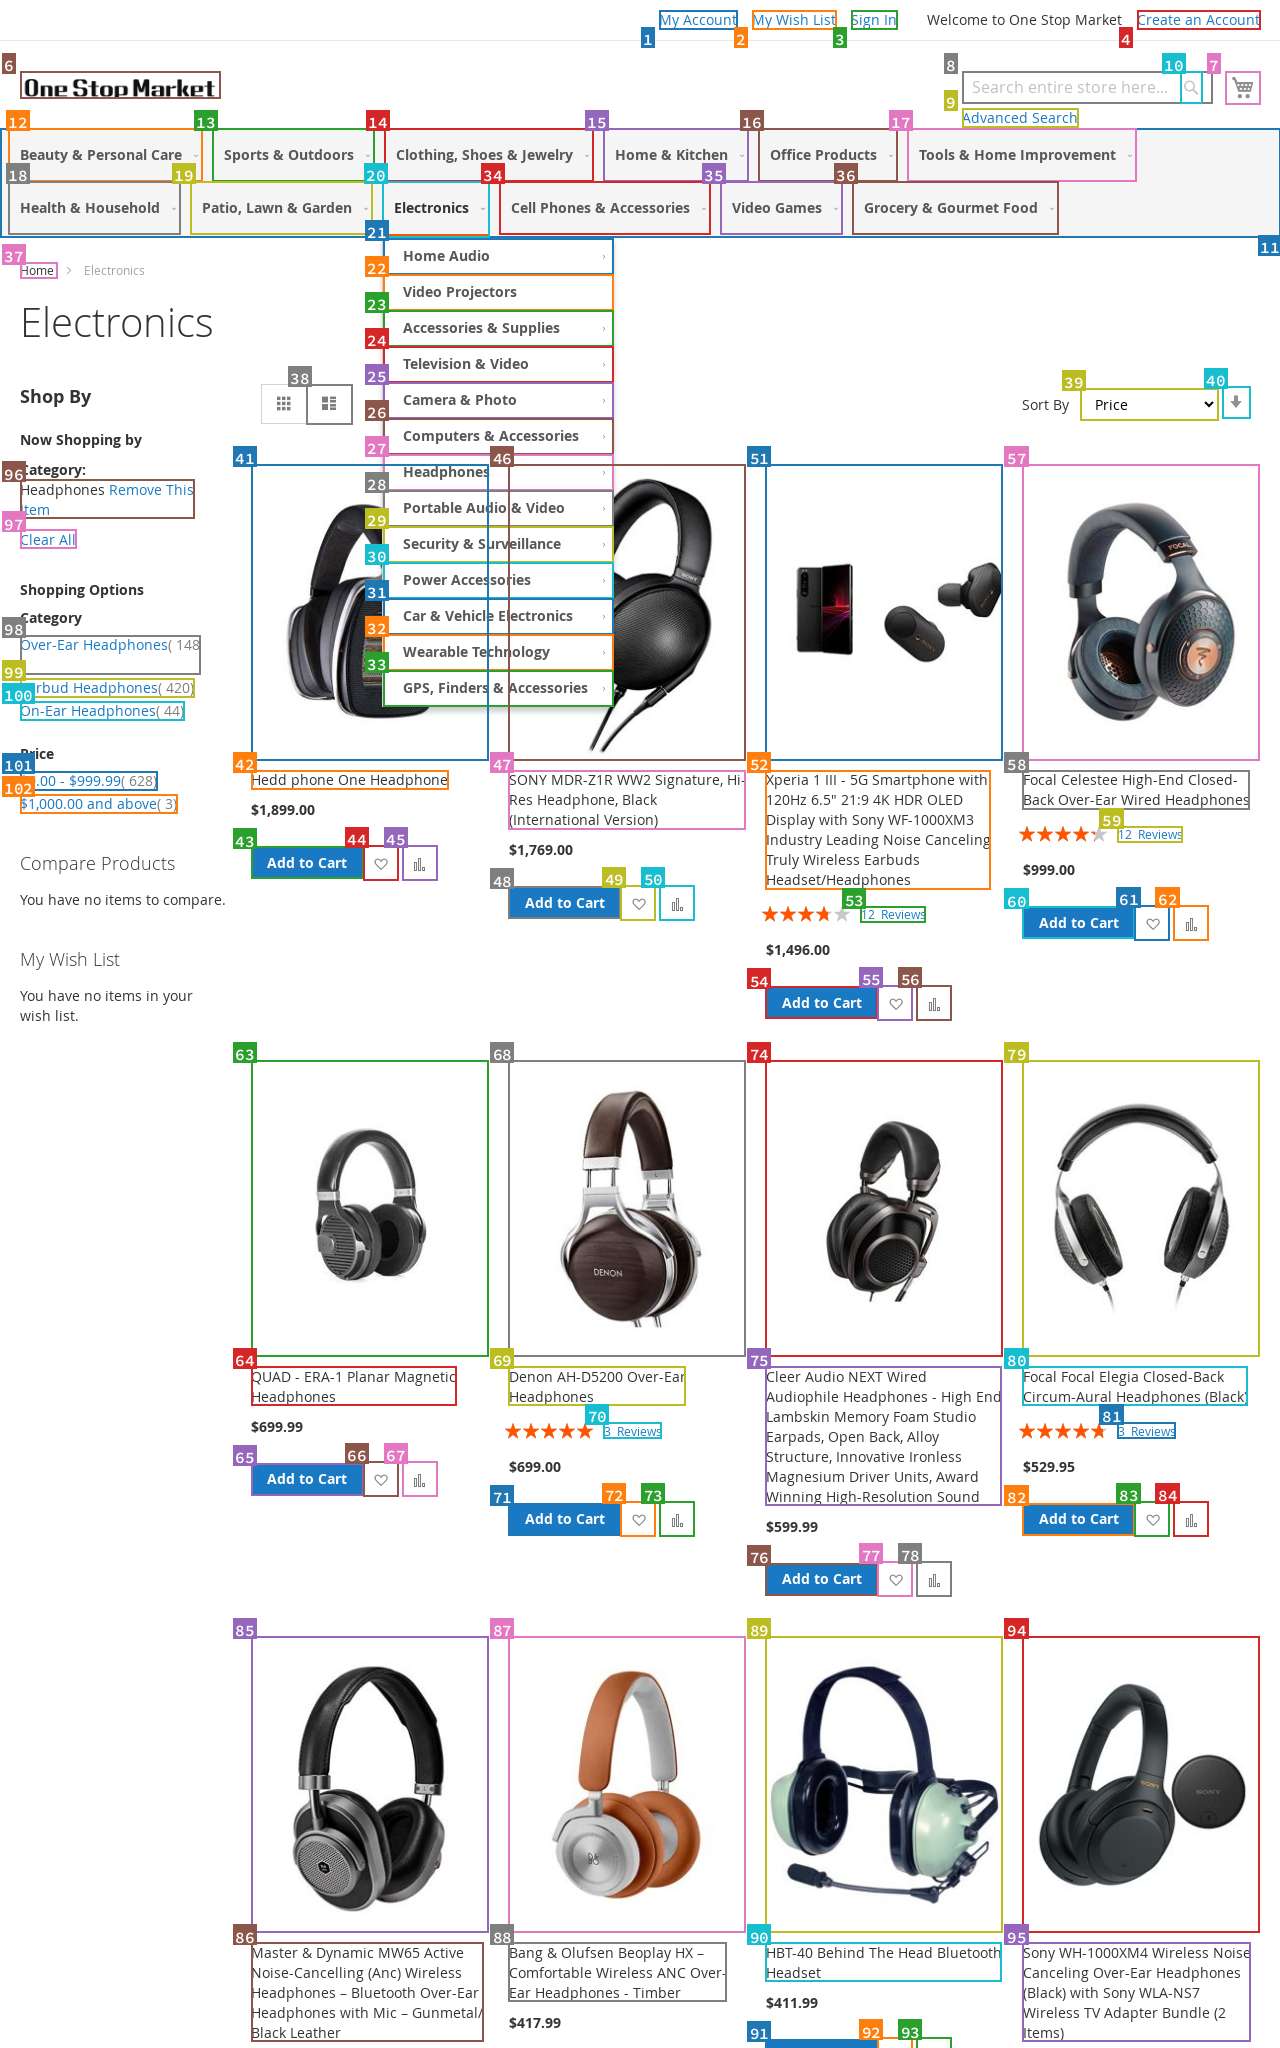 My Account
My Wish List
Sign In
Welcome to One Stop Market
Create an Account
1
2
3
4
6
8
10
7
One Stop Market
Search entire store here...
9
Advanced Search
12
13
14
15
16
17
Beauty & Personal Care
Sports & Outdoors
Clothing, Shoes & Jewelry
Home & Kitchen
Office Products
Tools & Home Improvement
18
19
20
34
35
36
Health & Household
Patio, Lawn & Garden
Electronics
Cell Phones & Accessories
Video Games
Grocery & Gourmet Food
21
11
37
Home
Electronics
Home Audio
22
Video Projectors
23
Accessories & Supplies
24
Television & Video
25
Camera & Photo
26
Computers & Accessories
27
Headphones
28
Portable Audio & Video
29
Security & Surveillance
30
Power Accessories
31
Car & Vehicle Electronics
32
Wearable Technology
33
GPS, Finders & Accessories
Electronics
38
39
40
Sort By
Price
Shop By
Now Shopping by
Category:
96
Headphones Remove This
Item
97
Clear All
Shopping Options
Category
98
Over-Ear Headphones( 148
99
rbud Headphones( 420)
100
On-Ear Headphones( 44)
Price
101
.00 - $999.99( 628)
102
$1,000.00 and above( 3)
Compare Products
You have no items to compare.
My Wish List
You have no items in your
wish list.
41
46
51
57
SONY
SONY
FOCAL
42
Hedd phone One Headphone
$1,899.00
43
44
45
Add to Cart
47
SONY MDR-Z1R WW2 Signature, Hi-
Res Headphone, Black
(International Version)
$1,769.00
48
49
50
Add to Cart
52
Xperia 1 III - 5G Smartphone with
120Hz 6.5" 21:9 4K HDR OLED
Display with Sony WF-1000XM3
Industry Leading Noise Canceling
Truly Wireless Earbuds
Headset/Headphones
53
12 Reviews
$1,496.00
54
55
56
Add to Cart
58
Focal Celestee High-End Closed-
Back Over-Ear Wired Headphones
59
12 Reviews
$999.00
60
61
62
Add to Cart
63
68
74
79
DENON
64
QUAD - ERA-1 Planar Magnetic
Headphones
$699.99
65
66
67
Add to Cart
69
Denon AH-D5200 Over-Ear
Headphones
70
3 Reviews
$699.00
71
72
73
Add to Cart
75
Cleer Audio NEXT Wired
Audiophile Headphones - High End
Lambskin Memory Foam Studio
Earpads, Open Back, Alloy
Structure, Innovative Ironless
Magnesium Driver Units, Award
Winning High-Resolution Sound
$599.99
76
77
78
Add to Cart
80
Focal Focal Elegia Closed-Back
Circum-Aural Headphones (Black)
81
3 Reviews
$529.95
82
83
84
Add to Cart
85
87
89
94
SONY
SONY
86
Master & Dynamic MW65 Active
Noise-Cancelling (Anc) Wireless
Headphones – Bluetooth Over-Ear
Headphones with Mic – Gunmetal/
Black Leather
88
Bang & Olufsen Beoplay HX –
Comfortable Wireless ANC Over-
Ear Headphones - Timber
$417.99
90
HBT-40 Behind The Head Bluetooth
Headset
$411.99
91
92
93
95
Sony WH-1000XM4 Wireless Noise
Canceling Over-Ear Headphones
(Black) with Sony WLA-NS7
Wireless TV Adapter Bundle (2
Items)